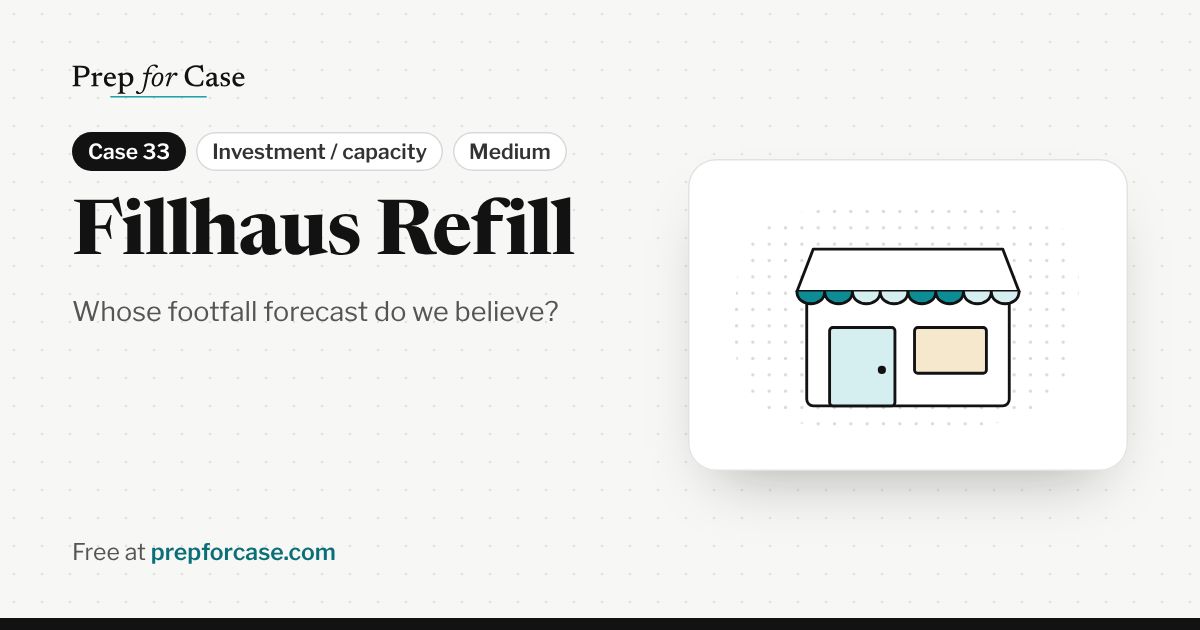 Prep for Case
Case 33 Investment / capacity Medium
Fillhaus Refill
Whose footfall forecast do we believe?
Free at prepforcase.com